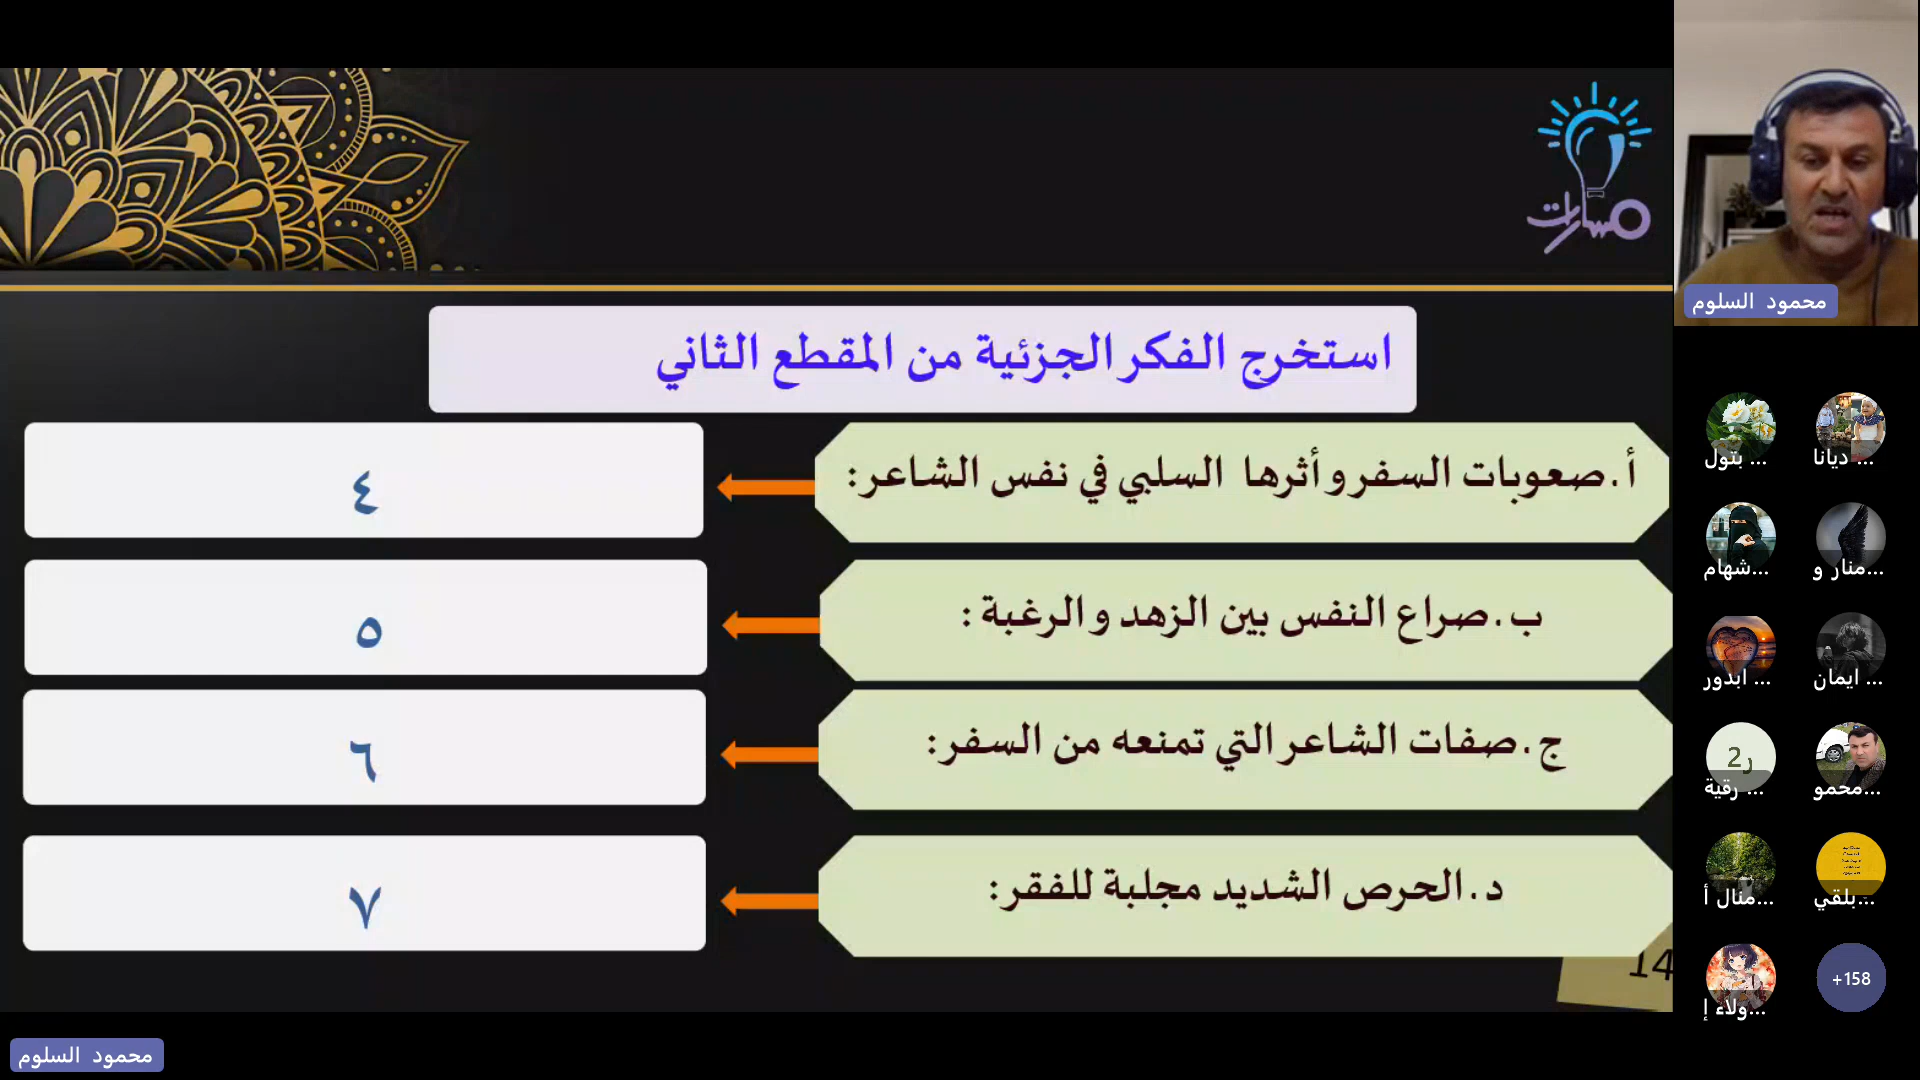 مسارات
استخرج الفكر الجزئية من المقطع الثاني
أ. صعوبات السفر و أثرها السلبي في نفس الشاعر:
٤
ب. صراع النفس بين الزهد و الرغبة :
٥
ج. صفات الشاعر التي تمنعه من السفر:
٦
د. الحرص الشديد مجلبة للفقر:
٧
14
محمود السلوم
محمود السلوم
ديانا ...
بتول ...
منار و...
شهام...
ايمان ...
ابدور ...
محمو...
رقية ...
ر2
بلقي...
منال أ...
+158
ولاء إ...